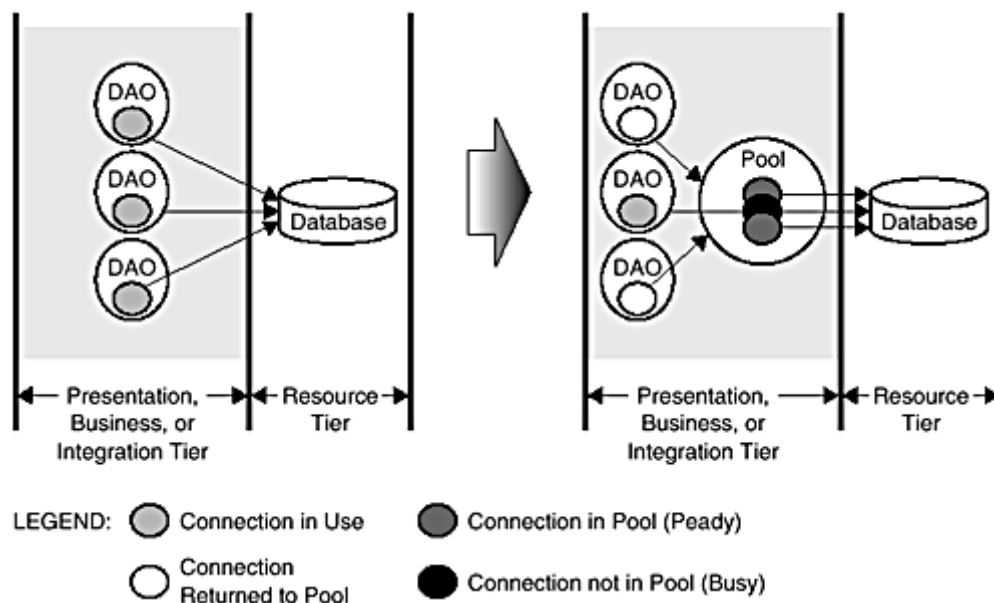 DAO
DAO
DAO
Database
DAO
DAO
DAO
Pool
Database
Presentation,
Business, or
Integration Tier
Resource
Tier
Presentation,
Business, or
Integration Tier
Resource
Tier
LEGEND:
Connection in Use
Connection in Pool (Peady)
Connection
Returned to Pool
Connection not in Pool (Busy)